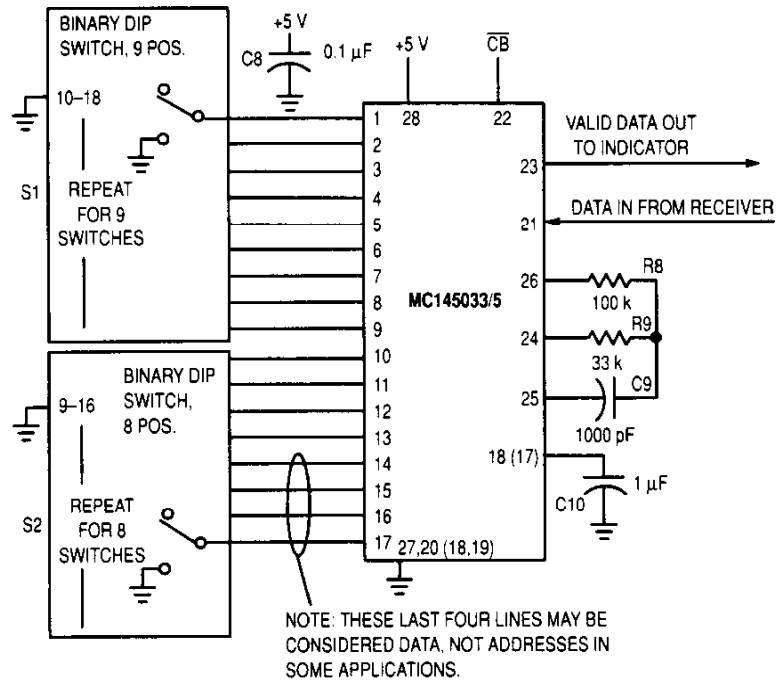 BINARY DIP
SWITCH, 9 POS.
10–18
S1
REPEAT
FOR 9
SWITCHES
+5 V
C8
0.1 µF
+5 V
C̅B̅
1
28
22
2
3
4
5
6
7
8
9
10
11
12
13
14
15
16
17
MC145033/5
23
VALID DATA OUT
TO INDICATOR
21
DATA IN FROM RECEIVER
26
R8
100 k
24
R9
33 k
25
C9
1000 pF
18 (17)
C10
1 µF
27,20 (18,19)
BINARY DIP
SWITCH,
8 POS.
9–16
S2
REPEAT
FOR 8
SWITCHES
NOTE: THESE LAST FOUR LINES MAY BE
CONSIDERED DATA, NOT ADDRESSES IN
SOME APPLICATIONS.